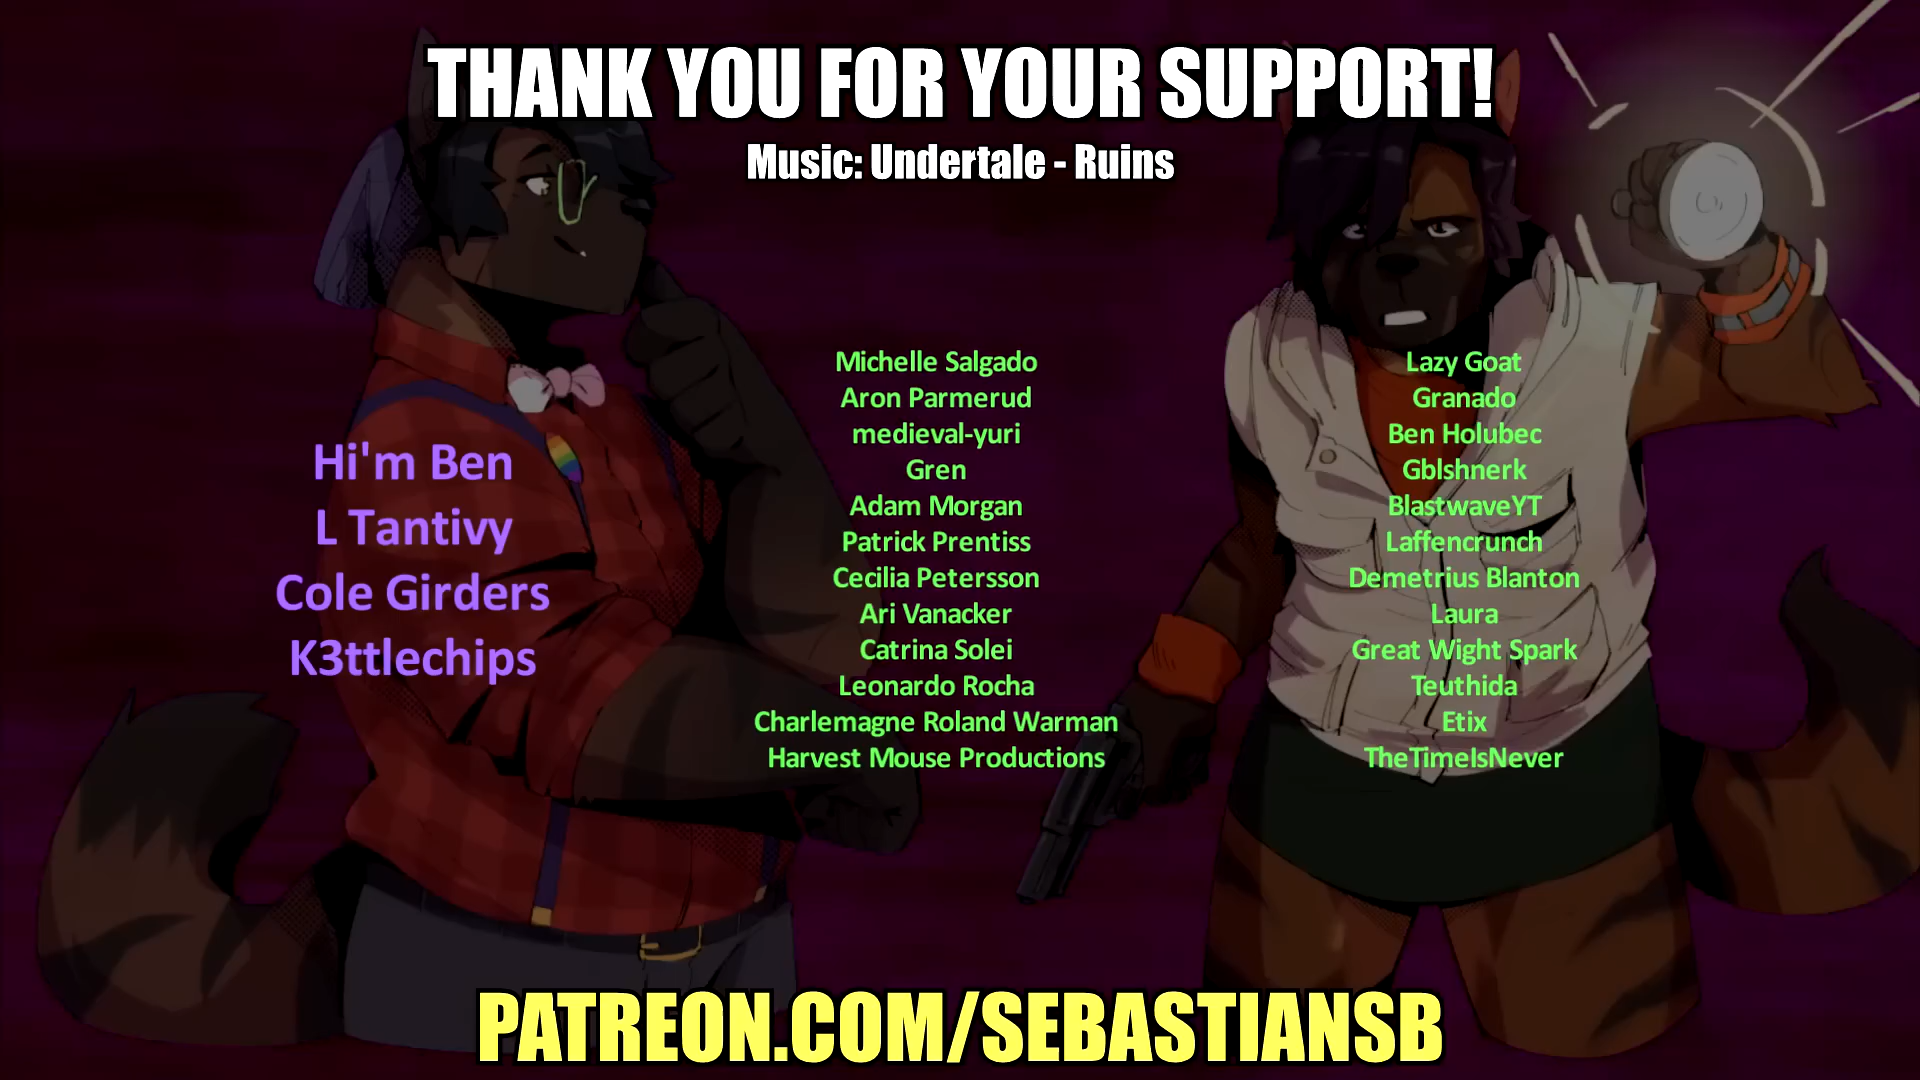 THANK YOU FOR YOUR SUPPORT!
Music: Undertale - Ruins
Hi'm Ben
L Tantivy
Cole Girders
K3ttlechips
Michelle Salgado
Aron Parmerud
medieval-yuri
Gren
Adam Morgan
Patrick Prentiss
Cecilia Petersson
Ari Vanacker
Catrina Solei
Leonardo Rocha
Charlemagne Roland Warman
Harvest Mouse Productions
Lazy Goat
Granado
Ben Holubec
Gblshnerk
BlastwaveYT
Laffencrunch
Demetrius Blanton
Laura
Great Wight Spark
Teuthida
Etix
TheTimeIsNever
PATREON.COM/SEBASTIANSB